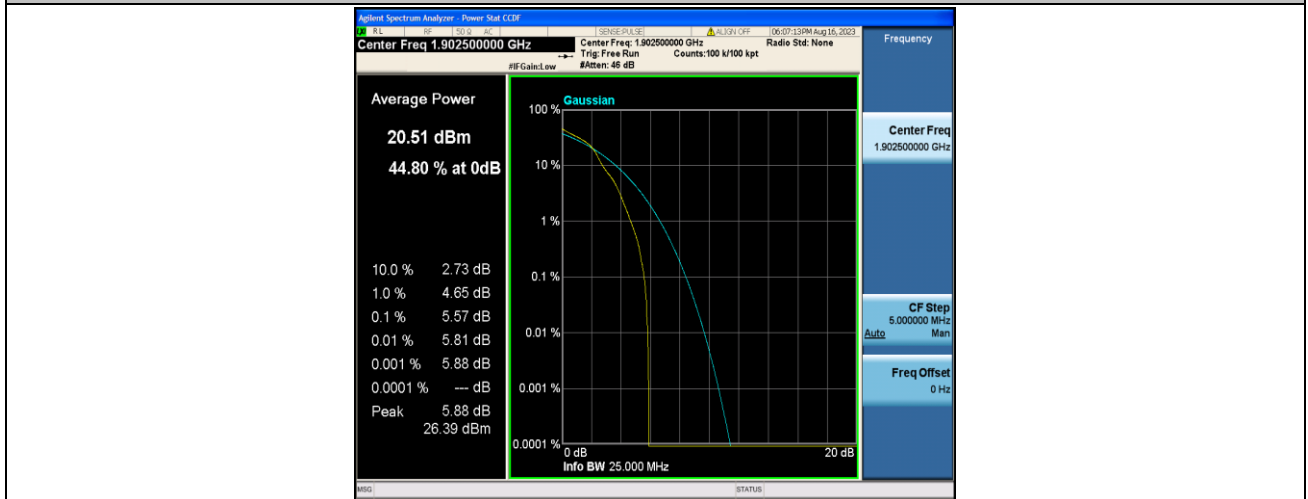 Agilent Spectrum Analyzer - Power Stat CCDF
RL RF 50 Ω AC SENSE:PULSE ALIGN OFF 06:07:13PM Aug 16, 2023
Center Freq 1.902500000 GHz
Center Freq: 1.902500000 GHz Radio Std: None
Trig: Free Run Counts:100 k/100 kpt
#IFGain:Low #Atten: 46 dB
Frequency
Average Power
20.51 dBm
44.80 % at 0dB
10.0 % 2.73 dB
1.0 % 4.65 dB
0.1 % 5.57 dB
0.01 % 5.81 dB
0.001 % 5.88 dB
0.0001 % --- dB
Peak 5.88 dB
26.39 dBm
Gaussian
100 %
10 %
1 %
0.1 %
0.01 %
0.001 %
0.0001 %
0 dB 20 dB
Info BW 25.000 MHz
Center Freq
1.902500000 GHz
CF Step
5.000000 MHz
Auto Man
Freq Offset
0 Hz
MSG STATUS